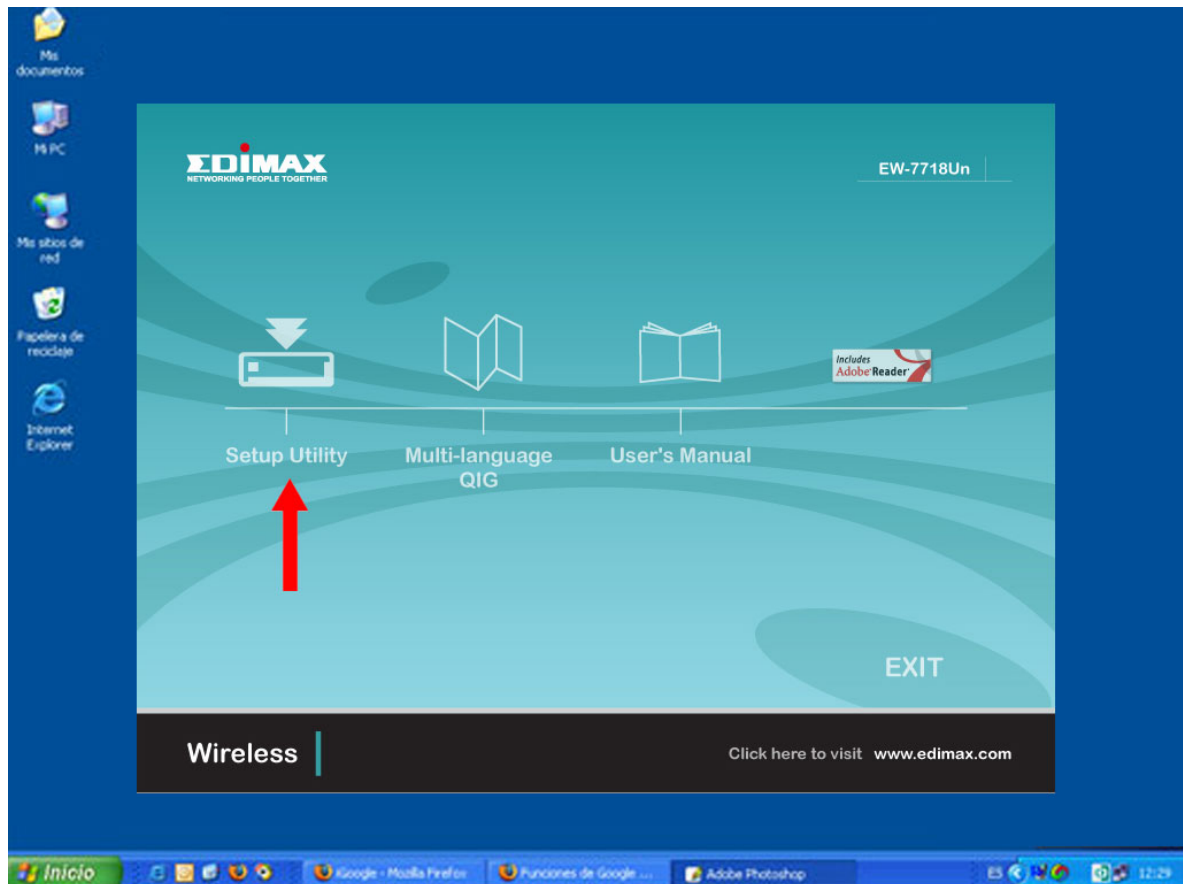 Mis
documentos
Mi PC
Mis sitios de
red
Papelera de
reciclaje
Internet
Explorer
EDIMAX
NETWORKING PEOPLE TOGETHER
EW-7718Un
Includes
Adobe Reader
Setup Utility
Multi-language
QIG
User's Manual
EXIT
Wireless
Click here to visit www.edimax.com
Inicio
iGoogle - Mozilla Firefox
Funciones de Google ...
Adobe Photoshop
ES
12:29